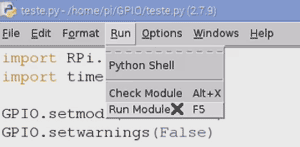 teste.py - /home/pi/GPIO/teste.py (2.7.9)
File Edit Format Run Options Windows Help
import RPi.
import time
Python Shell
Check Module Alt+X
Run Module F5
GPIO.setmod
GPIO.setwarnings(False)